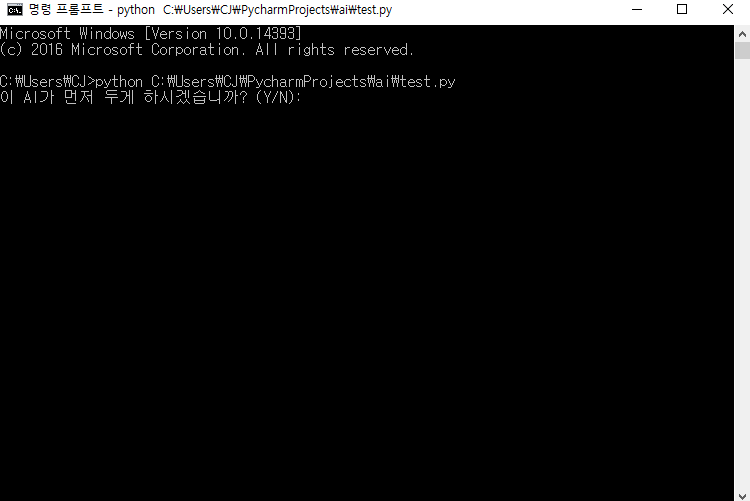 명령 프롬프트 - python  C:₩Users₩CJ₩PycharmProjects₩ai₩test.py
Microsoft Windows [Version 10.0.14393]
(c) 2016 Microsoft Corporation. All rights reserved.
C:₩Users₩CJ>python C:₩Users₩CJ₩PycharmProjects₩ai₩test.py
이 AI가 먼저 두게 하시겠습니까? (Y/N):